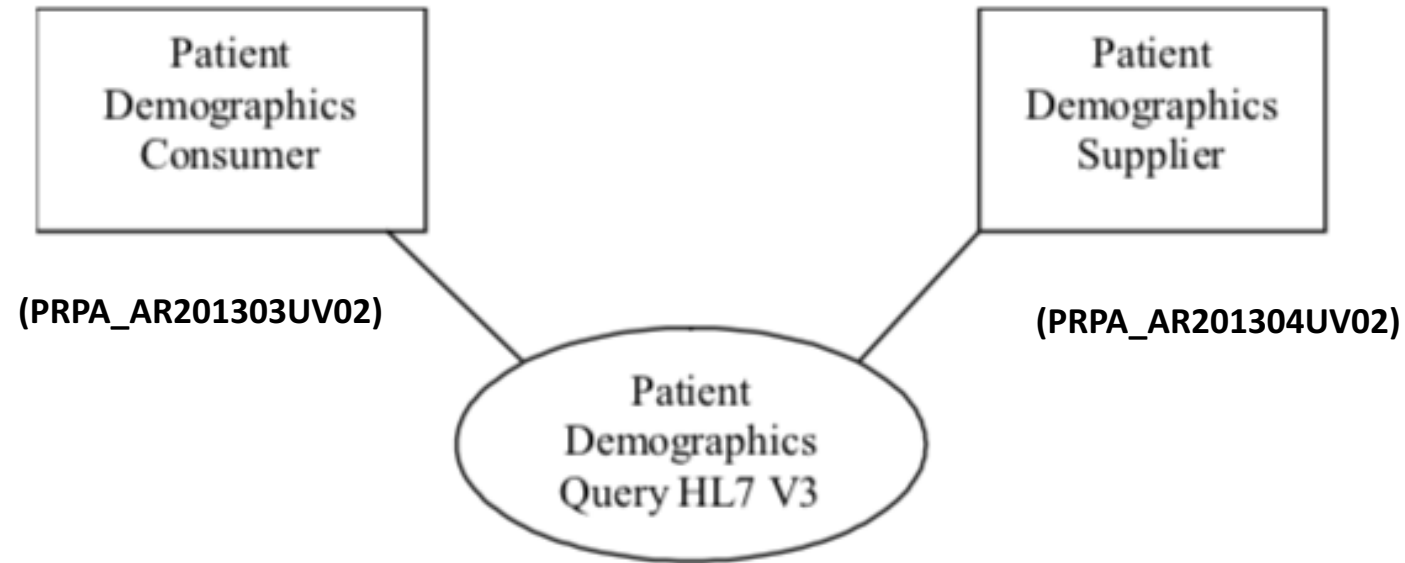 Patient
Demographics
Consumer
Patient
Demographics
Supplier
(PRPA_AR201303UV02)
(PRPA_AR201304UV02)
Patient
Demographics
Query HL7 V3